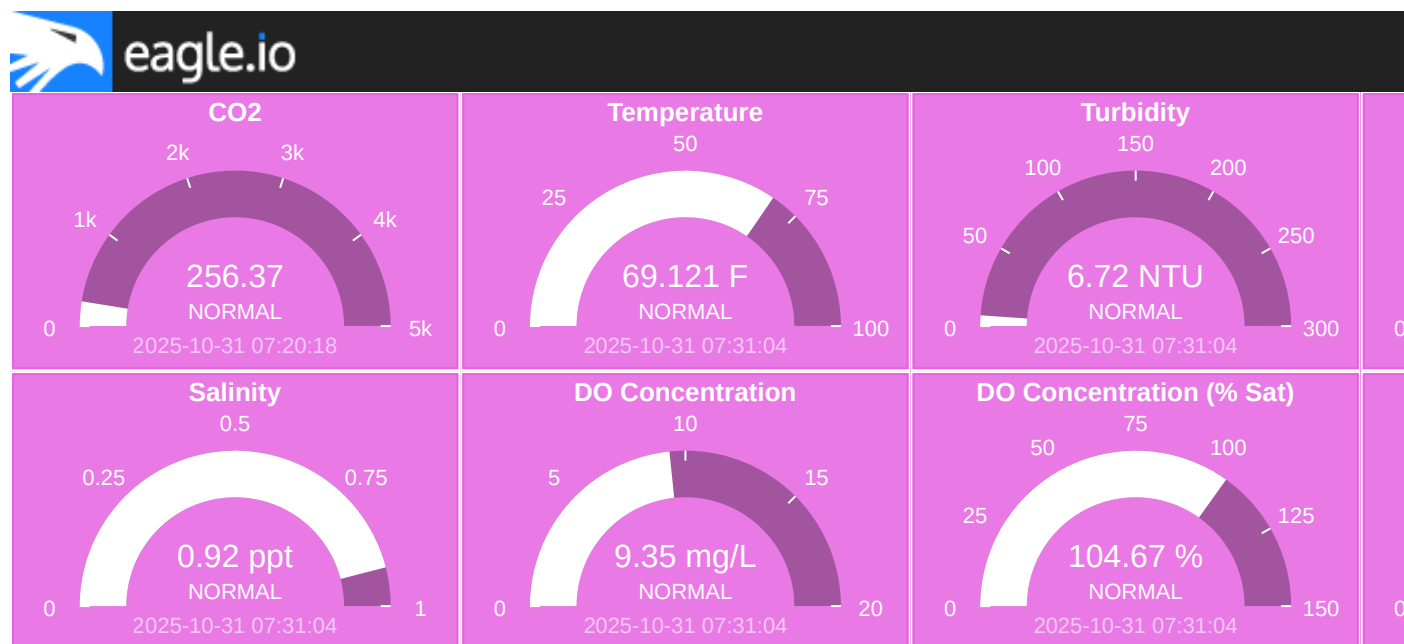 eagle.io
CO2
2k 3k
1k 4k
256.37
NORMAL
0 5k
2025-10-31 07:20:18
Temperature
50
25 75
69.121 F
NORMAL
0 100
2025-10-31 07:31:04
Turbidity
150
100 200
50 250
6.72 NTU
NORMAL
0 300
2025-10-31 07:31:04
0
Salinity
0.5
0.25 0.75
0.92 ppt
NORMAL
0 1
2025-10-31 07:31:04
DO Concentration
10
5 15
9.35 mg/L
NORMAL
0 20
2025-10-31 07:31:04
DO Concentration (% Sat)
75
50 100
25 125
104.67 %
NORMAL
0 150
2025-10-31 07:31:04
0